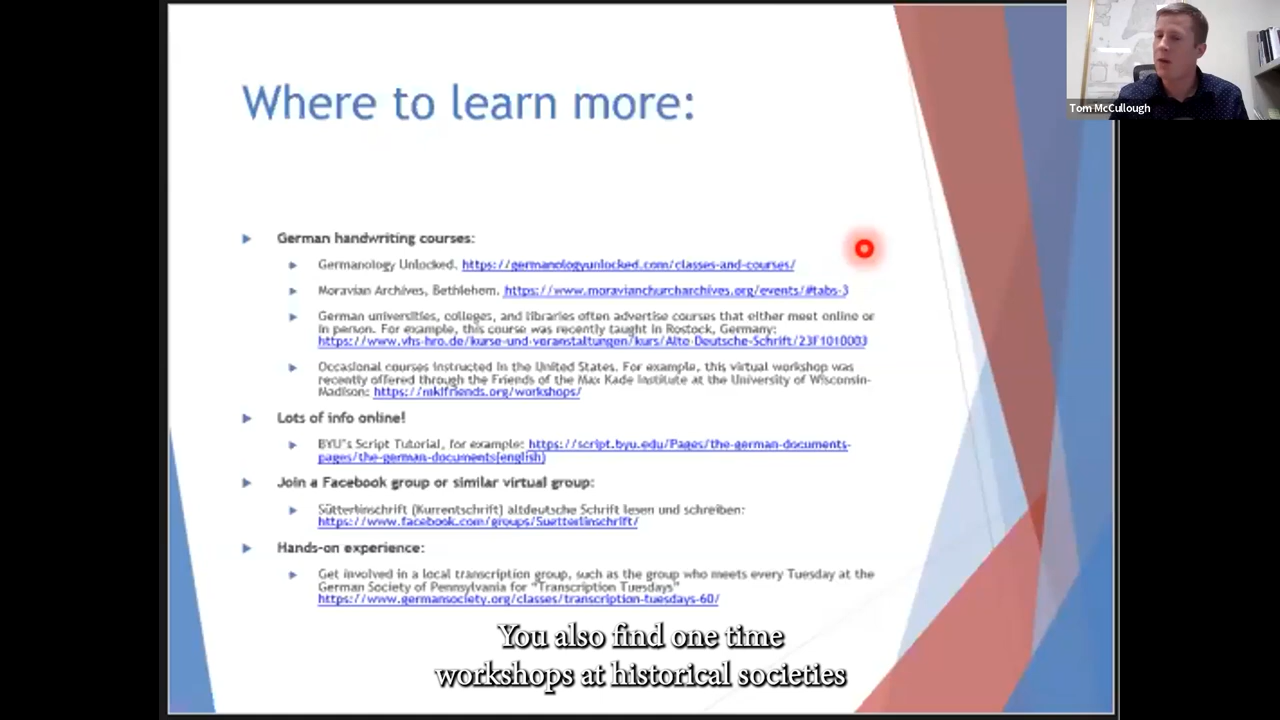 Tom McCullough
Where to learn more:
German handwriting courses:
Germanology Unlocked. https://germanologyunlocked.com/classes-and-courses/
Moravian Archives, Bethlehem. https://www.moravianchurcharchives.org/events/#tabs-3
German universities, colleges, and libraries often advertise courses that either meet online or
in person. For example, this course was recently taught in Rostock, Germany:
https://www.vhs-hro.de/kurse-und-veranstaltungen/kurs/Alte-Deutsche-Schrift/23F1010003
Occasional courses instructed in the United States. For example, this virtual workshop was
recently offered through the Friends of the Max Kade Institute at the University of Wisconsin-
Madison: https://mkifriends.org/workshops/
Lots of info online!
BYU's Script Tutorial, for example: https://script.byu.edu/Pages/the-german-documents-
pages/the-german-documents(english)
Join a Facebook group or similar virtual group:
Sütterlinschrift (Kurrentschrift) altdeutsche Schrift lesen und schreiben:
https://www.facebook.com/groups/Suetterlinschrift/
Hands-on experience:
Get involved in a local transcription group, such as the group who meets every Tuesday at the
German Society of Pennsylvania for "Transcription Tuesdays"
https://www.germansociety.org/classes/transcription-tuesdays-60/
You also find one time
workshops at historical societies